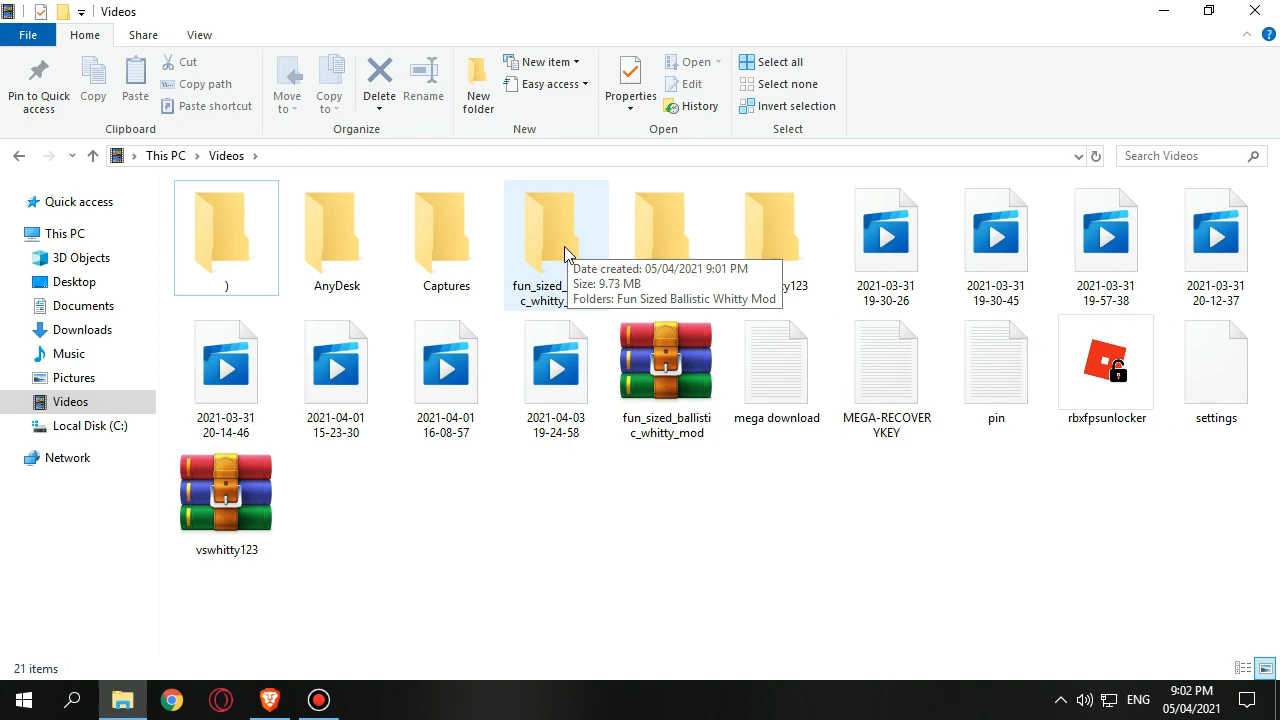 Videos
File Home Share View
Pin to Quick access
Copy
Paste
Cut
Copy path
Paste shortcut
Clipboard
Move to
Copy to
Delete
Rename
Organize
New folder
New item
Easy access
New
Properties
Open
Edit
History
Open
Select all
Select none
Invert selection
Select
This PC Videos
Search Videos
Quick access
This PC
3D Objects
Desktop
Documents
Downloads
Music
Pictures
Videos
Local Disk (C:)
Network
)
AnyDesk
Captures
fun_sized_
c_whitty_
Date created: 05/04/2021 9:01 PM
Size: 9.73 MB
Folders: Fun Sized Ballistic Whitty Mod
y123
2021-03-31
19-30-26
2021-03-31
19-30-45
2021-03-31
19-57-38
2021-03-31
20-12-37
2021-03-31
20-14-46
2021-04-01
15-23-30
2021-04-01
16-08-57
2021-04-03
19-24-58
fun_sized_ballisti
c_whitty_mod
mega download
MEGA-RECOVER
YKEY
pin
rbxfpsunlocker
settings
vswhitty123
21 items
ENG
9:02 PM
05/04/2021